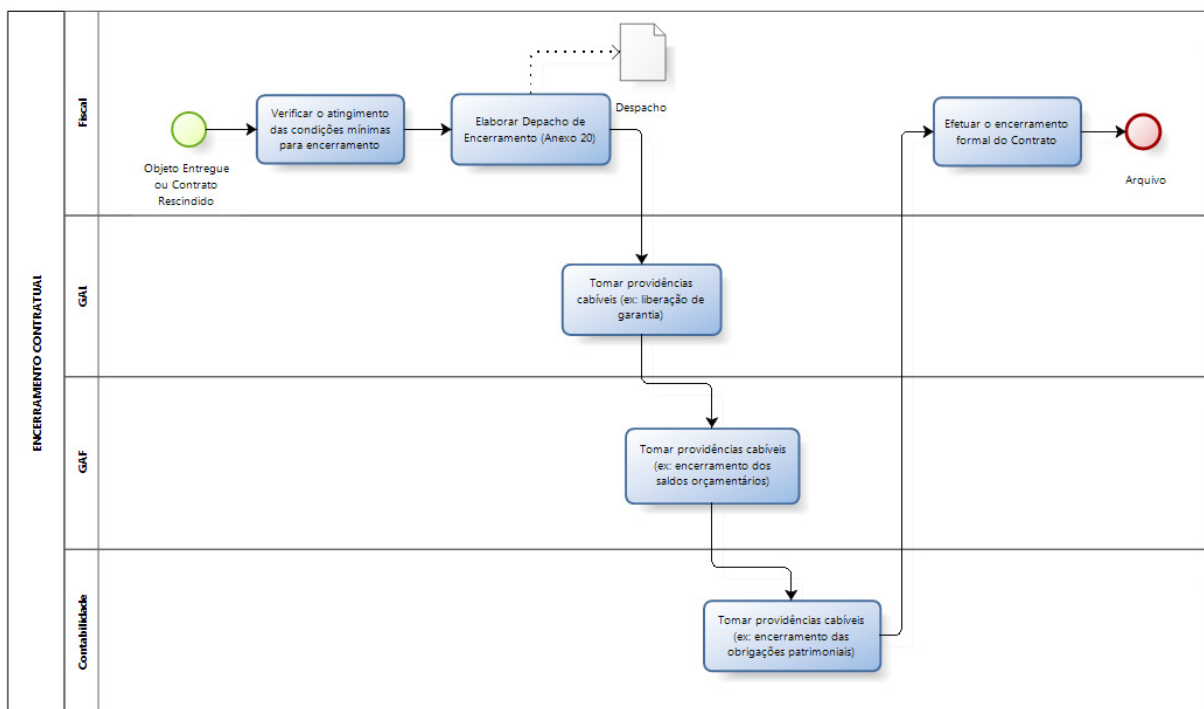 ENCERRAMENTO CONTRATUAL
Fiscal
Objeto Entregue
ou Contrato
Rescindido
Verificar o atingimento
das condições mínimas
para encerramento
Elaborar Depacho de
Encerramento (Anexo 20)
Despacho
Efetuar o encerramento
formal do Contrato
Arquivo
GAL
Tomar providências
cabíveis (ex: liberação de
garantia)
GAF
Tomar providências cabíveis
(ex: encerramento dos
saldos orçamentários)
Contabilidade
Tomar providências cabíveis
(ex: encerramento das
obrigações patrimoniais)